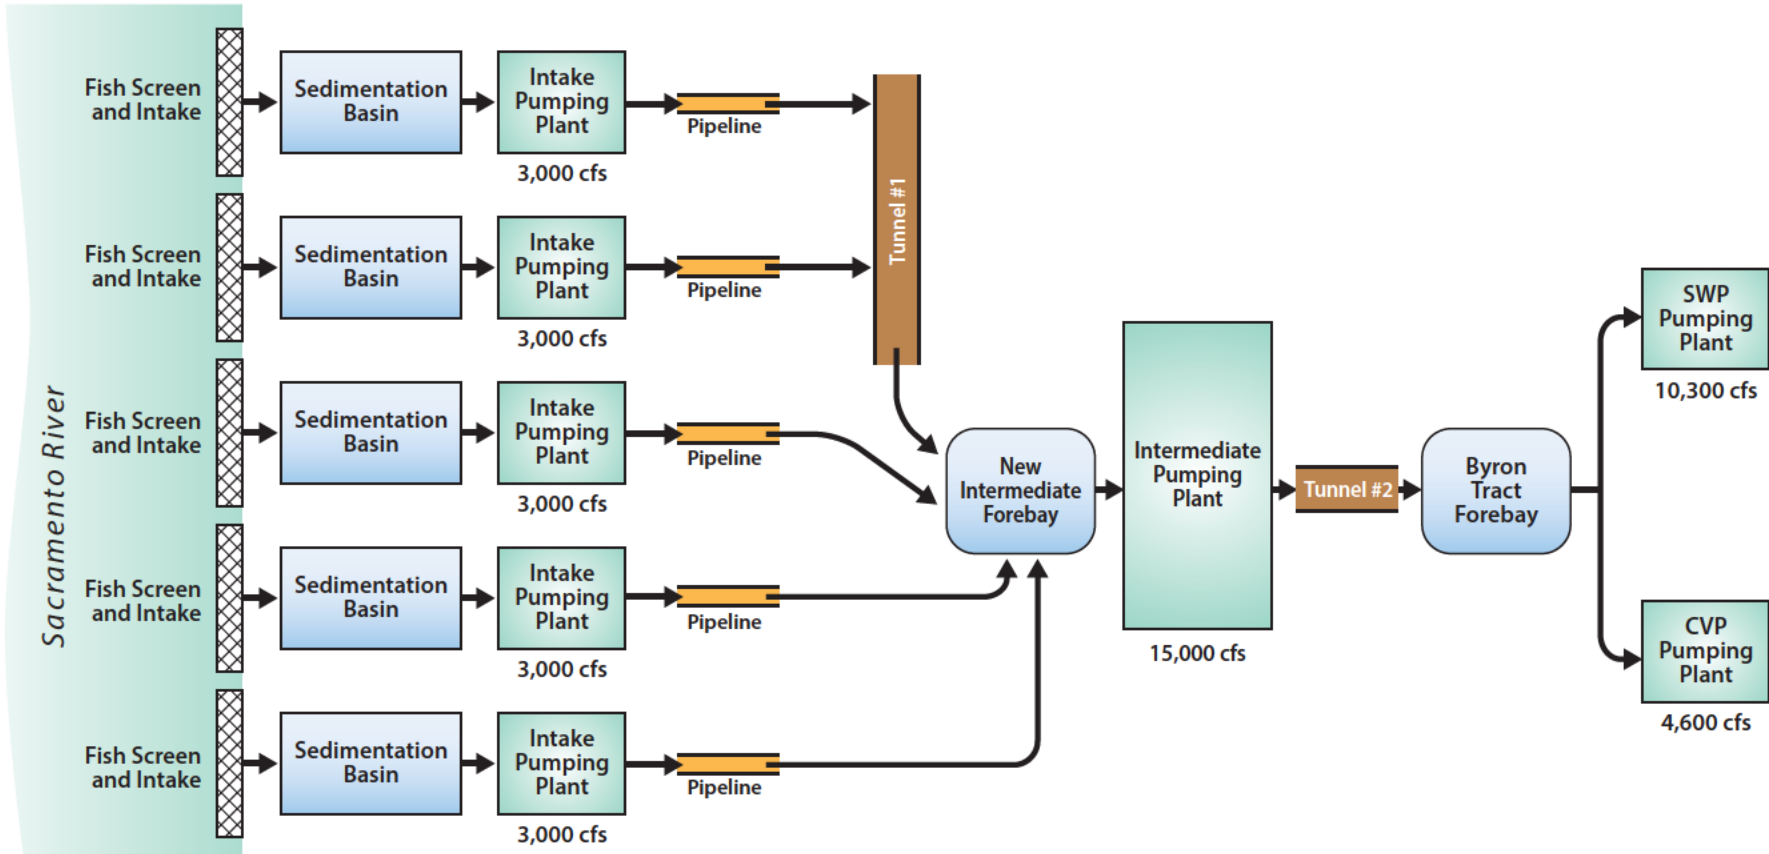 Sacramento River
Fish Screen
and Intake
Sedimentation
Basin
Intake
Pumping
Plant
3,000 cfs
Pipeline
Fish Screen
and Intake
Sedimentation
Basin
Intake
Pumping
Plant
3,000 cfs
Pipeline
Tunnel #1
Fish Screen
and Intake
Sedimentation
Basin
Intake
Pumping
Plant
3,000 cfs
Pipeline
Fish Screen
and Intake
Sedimentation
Basin
Intake
Pumping
Plant
3,000 cfs
Pipeline
Fish Screen
and Intake
Sedimentation
Basin
Intake
Pumping
Plant
3,000 cfs
Pipeline
New
Intermediate
Forebay
Intermediate
Pumping
Plant
15,000 cfs
Tunnel #2
Byron
Tract
Forebay
SWP
Pumping
Plant
10,300 cfs
CVP
Pumping
Plant
4,600 cfs